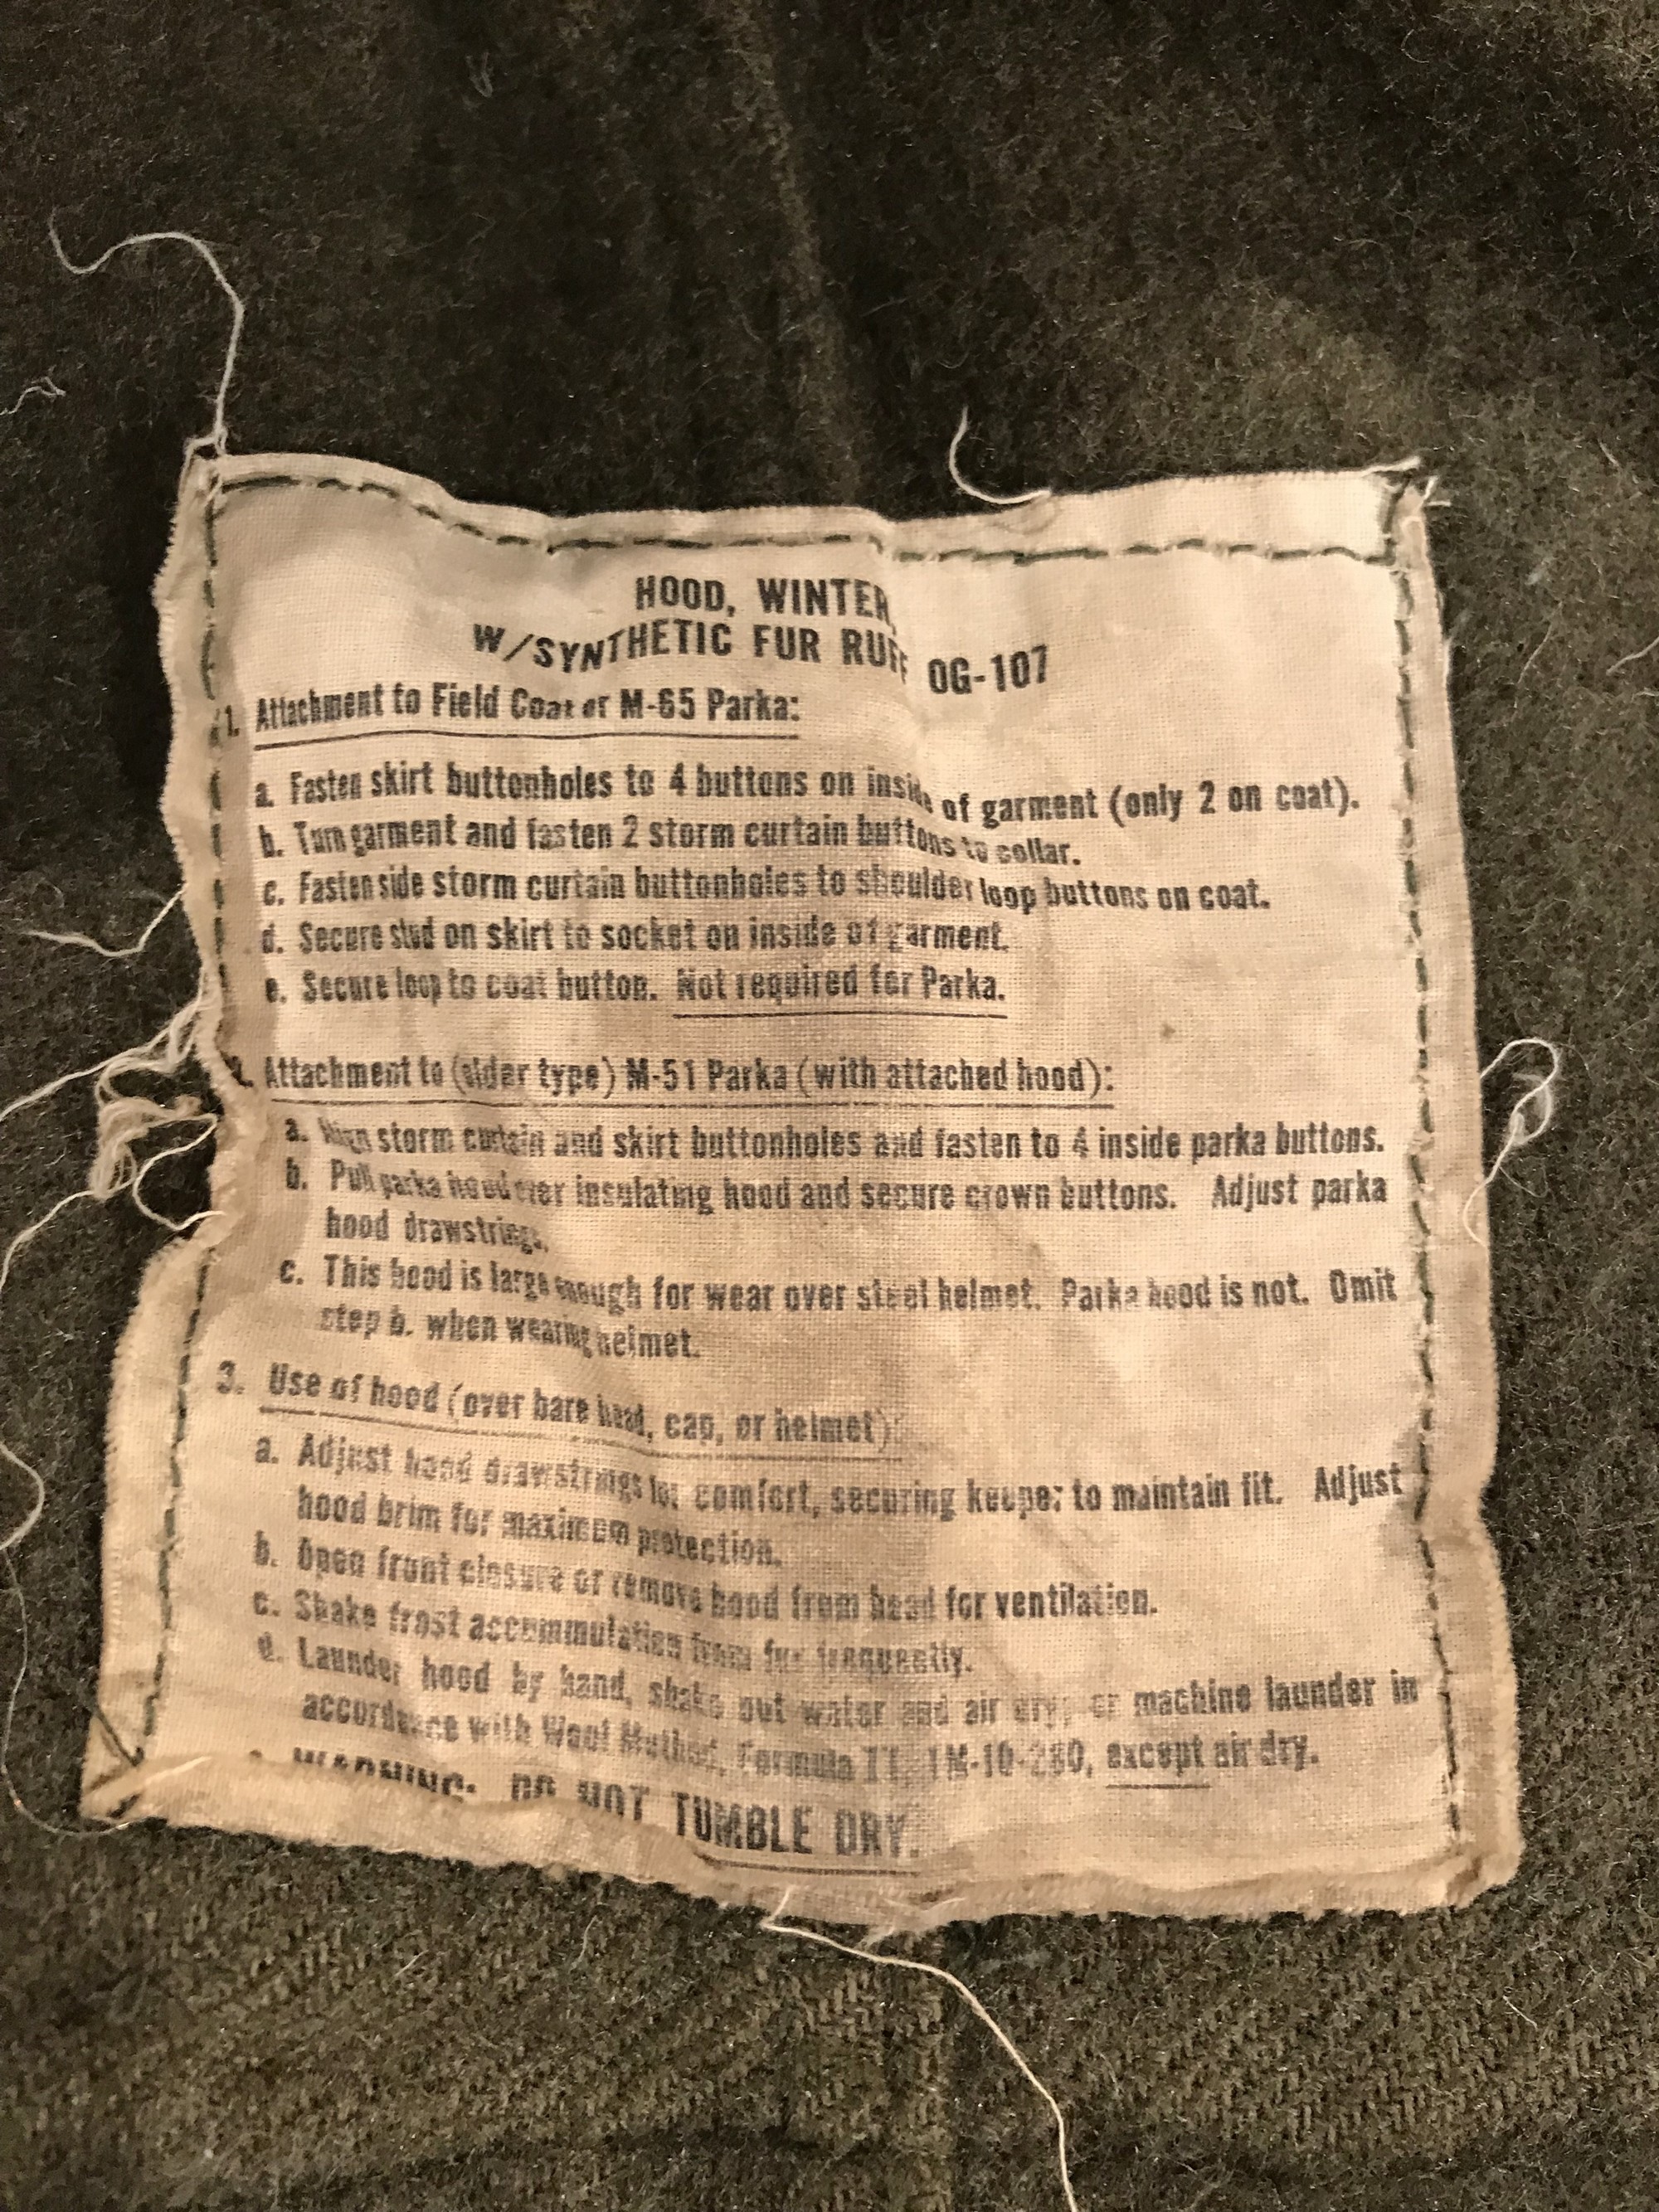 HOOD, WINTER,
W/SYNTHETIC FUR RUFF OG-107
1. Attachment to Field Coat or M-65 Parka:
a. Fasten skirt buttonholes to 4 buttons on inside of garment (only 2 on coat).
b. Turn garment and fasten 2 storm curtain buttons to collar.
c. Fasten side storm curtain buttonholes to shoulder loop buttons on coat.
d. Secure stud on skirt to socket on inside of garment.
e. Secure loop to coat button. Not required for Parka.
2. Attachment to (older type) M-51 Parka (with attached hood):
a. storm curtain and skirt buttonholes and fasten to 4 inside parka buttons.
b. Pull parka hood over insulating hood and secure crown buttons. Adjust parka
hood drawstrings.
c. This hood is large enough for wear over steel helmet. Parka hood is not. Omit
step b. when wearing helmet.
3. Use of hood (over bare head, cap, or helmet):
a. Adjust hood drawstrings for comfort, securing keeper to maintain fit. Adjust
hood brim for maximum protection.
b. Open front closure or remove hood from head for ventilation.
c. Shake frost accummulation from fur frequently.
d. Launder hood by hand, shake out water and air dry; or machine launder in
accordance with Wool Method, Formula II, TM-10-280, except air dry.
WARNING: DO NOT TUMBLE DRY.